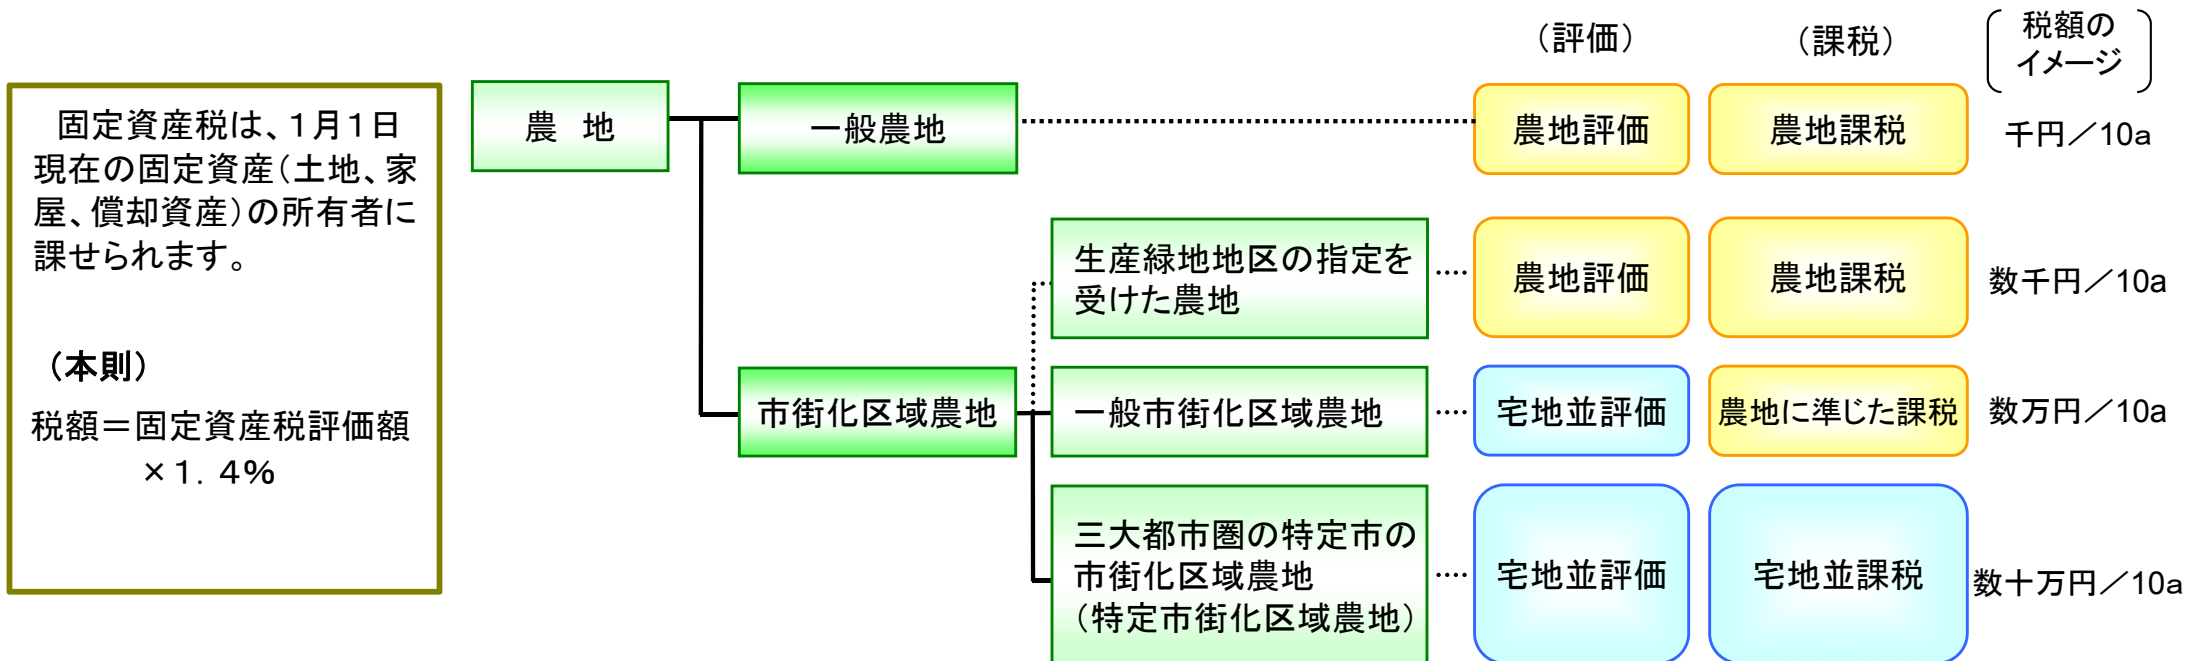 固定資産税は、1月1日
現在の固定資産(土地、家
屋、償却資産)の所有者に
課せられます。
(本則)
税額=固定資産税評価額
×1.4%
(評価)
(課税)
税額の
イメージ
農 地
一般農地
農地評価
農地課税
千円/10a
生産緑地地区の指定を
受けた農地
農地評価
農地課税
数千円/10a
市街化区域農地
一般市街化区域農地
宅地並評価
農地に準じた課税
数万円/10a
三大都市圏の特定市の
市街化区域農地
(特定市街化区域農地)
宅地並評価
宅地並課税
数十万円/10a